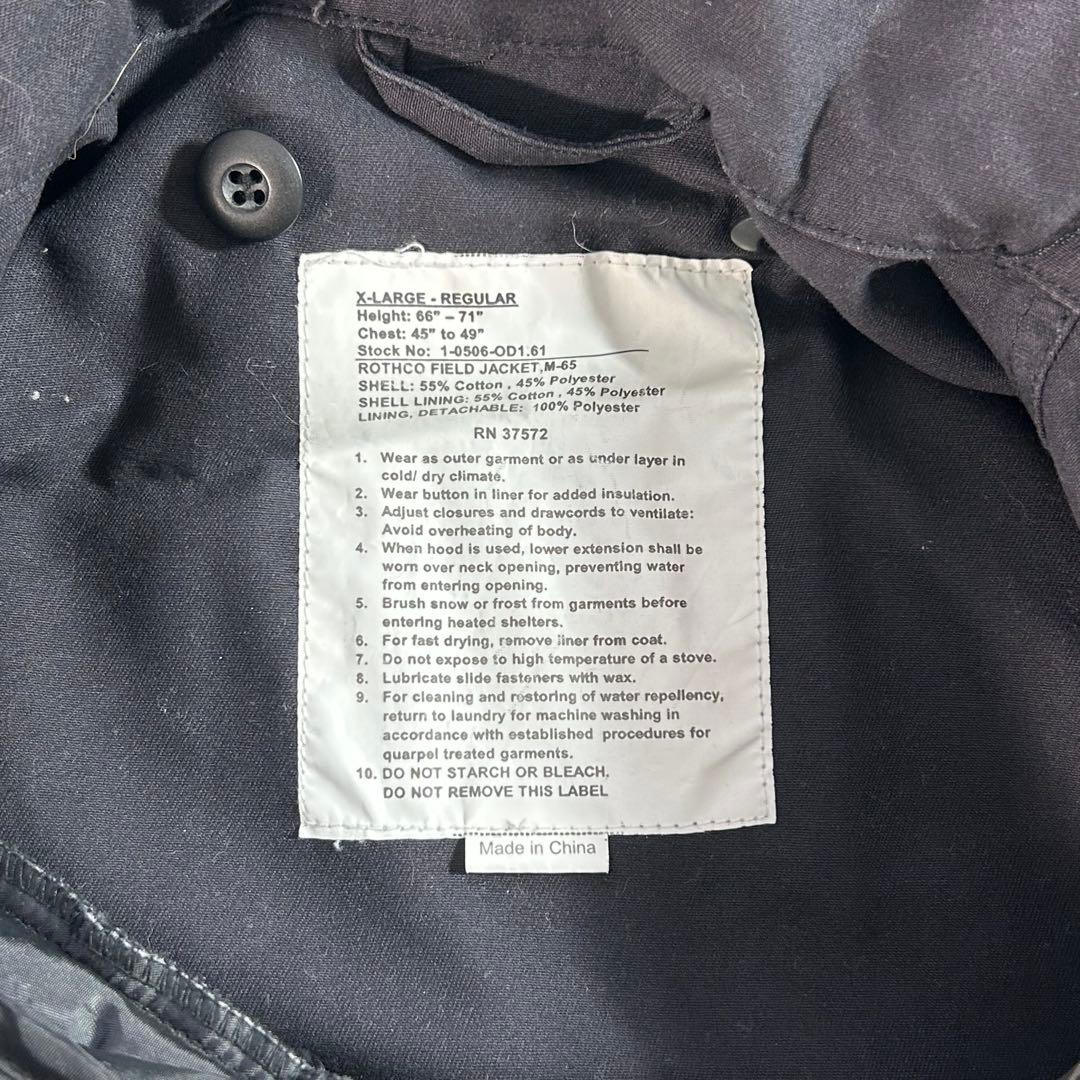 X-LARGE - REGULAR
Height: 66" – 71"
Chest: 45" to 49"
Stock No: 1-0506-OD1.61
ROTHCO FIELD JACKET,M-65
SHELL: 55% Cotton , 45% Polyester
SHELL LINING: 55% Cotton , 45% Polyester
LINING, DETACHABLE: 100% Polyester
RN 37572
1. Wear as outer garment or as under layer in
cold/ dry climate.
2. Wear button in liner for added insulation.
3. Adjust closures and drawcords to ventilate:
Avoid overheating of body.
4. When hood is used, lower extension shall be
worn over neck opening, preventing water
from entering opening.
5. Brush snow or frost from garments before
entering heated shelters.
6. For fast drying, remove liner from coat.
7. Do not expose to high temperature of a stove.
8. Lubricate slide fasteners with wax.
9. For cleaning and restoring of water repellency,
return to laundry for machine washing in
accordance with established procedures for
quarpel treated garments.
10. DO NOT STARCH OR BLEACH.
DO NOT REMOVE THIS LABEL
Made in China